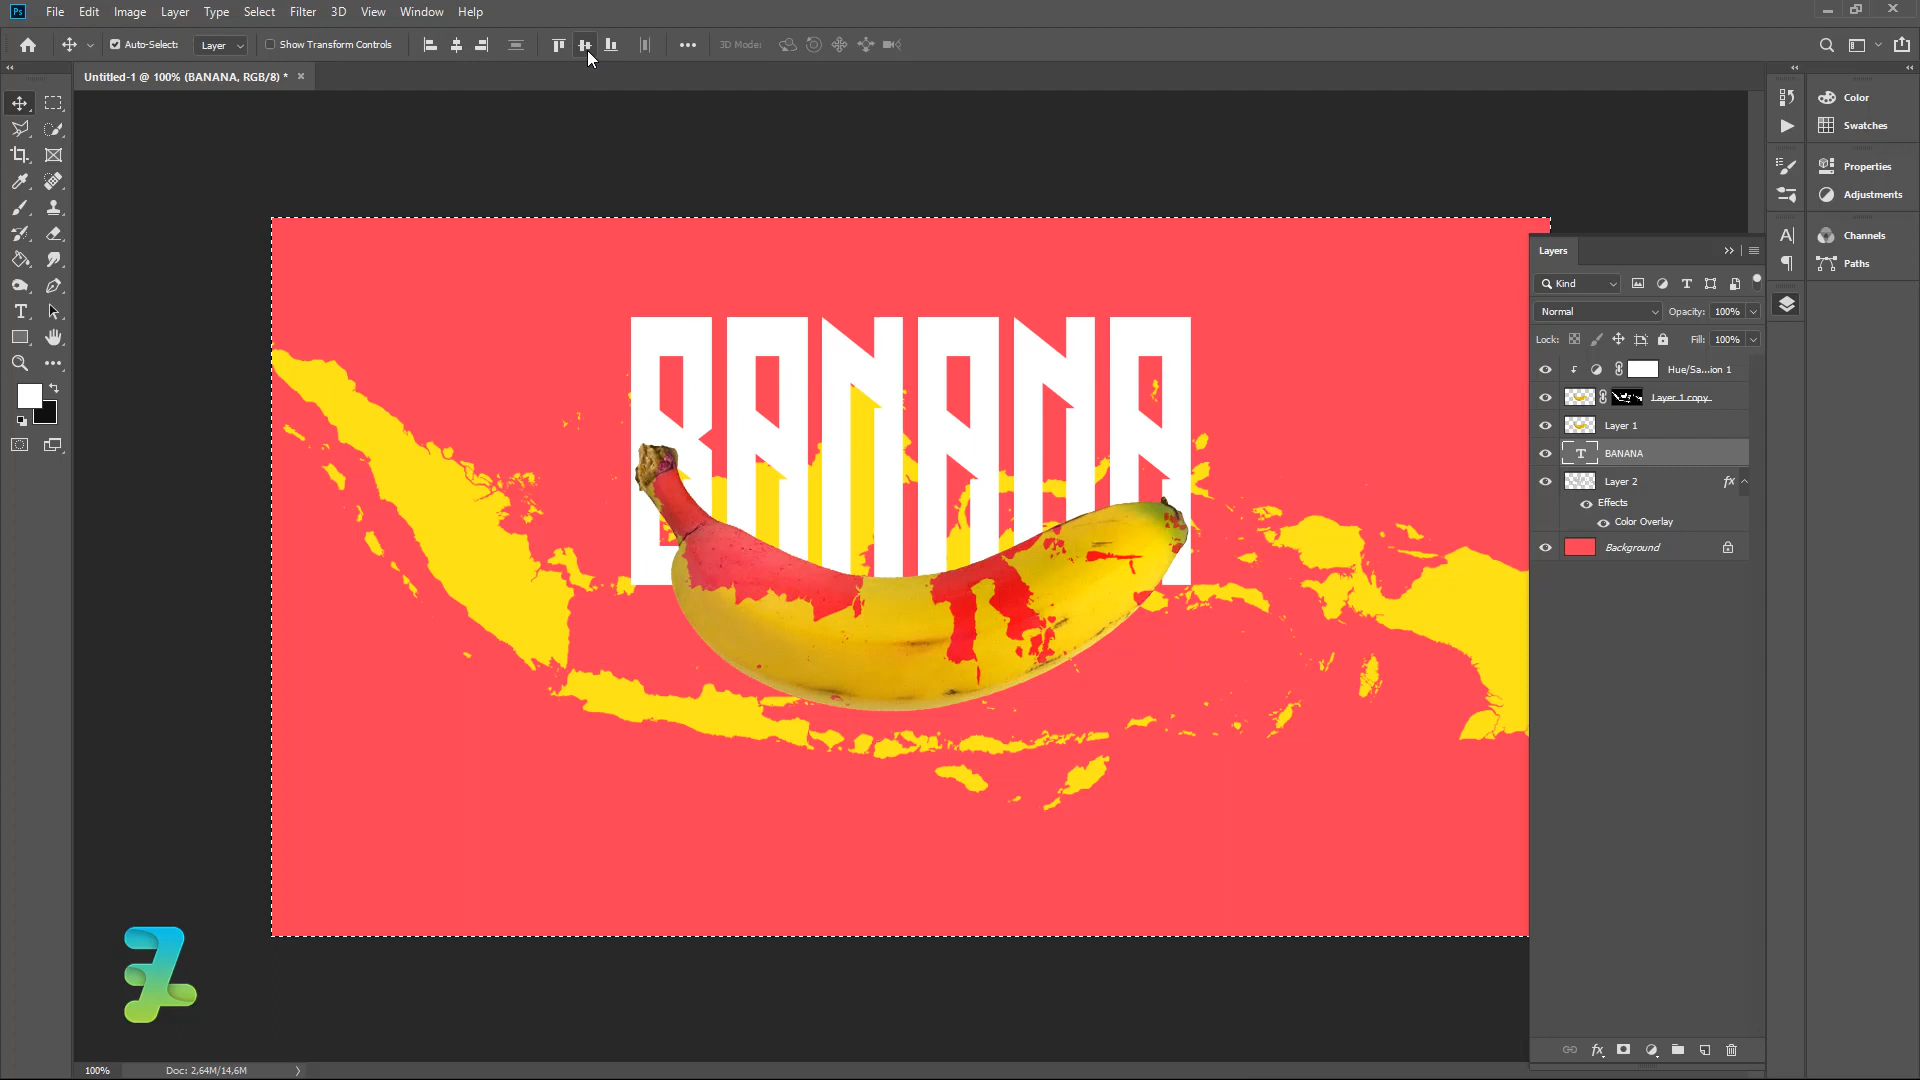 Ps File Edit Image Layer Type Select Filter 3D View Window Help
Auto-Select: Layer Show Transform Controls 3D Mode:
Untitled-1 @ 100% (BANANA, RGB/8) * ×
Color
Swatches
Properties
Adjustments
Channels
Paths
Layers
Kind
Normal Opacity: 100%
Lock: Fill: 100%
Hue/Sa...ion 1
Layer 1 copy
Layer 1
T BANANA
Layer 2 fx
Effects
Color Overlay
Background
BANANA
100% Doc: 2,64M/14,6M